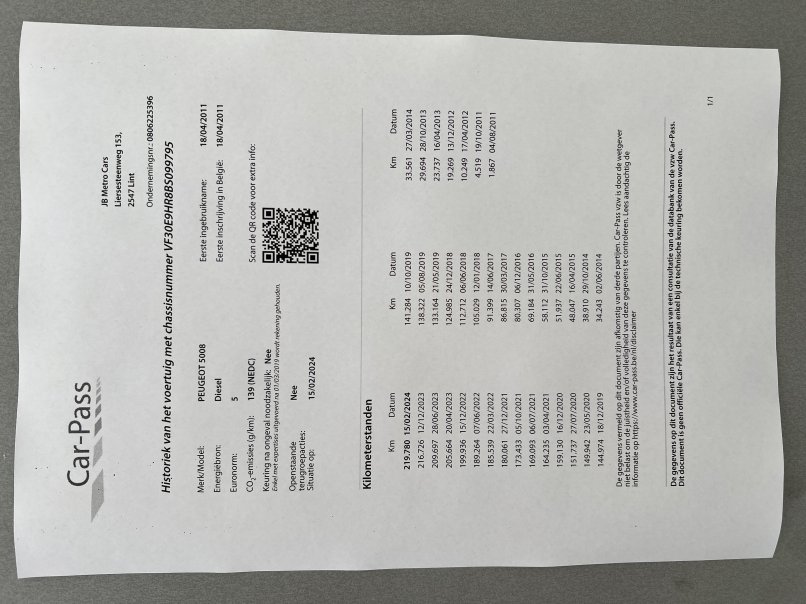 Car-Pass
JB Metro Cars
Liersesteenweg 153,
2547 Lint
Ondernemingsnr.: 0806225396
Historiek van het voertuig met chassisnummer VF30E9HR8BS099795
Merk/Model: PEUGEOT 5008
Energiebron: Diesel
Euronorm: 5
CO₂-emissies (g/km): 139 (NEDC)
Keuring na ongeval noodzakelijk: Nee
Enkel met expertises uitgevoerd na 01/03/2019 wordt rekening gehouden.
Openstaande terugroepacties: Nee
Situatie op: 15/02/2024
Eerste ingebruikname: 18/04/2011
Eerste inschrijving in België: 18/04/2011
Scan de QR code voor extra info:
Kilometerstanden
Km Datum
219.780 15/02/2024
216.726 12/12/2023
209.697 28/06/2023
205.664 20/04/2023
199.936 15/12/2022
189.264 07/06/2022
185.539 22/03/2022
180.061 27/12/2021
173.433 05/10/2021
169.093 06/07/2021
164.235 03/04/2021
159.130 16/12/2020
151.737 27/07/2020
149.942 23/05/2020
144.974 18/12/2019
Km Datum
141.284 10/10/2019
138.322 05/08/2019
133.164 21/05/2019
124.985 24/12/2018
112.712 06/06/2018
105.029 12/01/2018
91.399 14/06/2017
86.815 30/03/2017
80.307 06/12/2016
69.184 31/05/2016
58.112 31/10/2015
51.937 22/06/2015
48.047 16/04/2015
38.910 29/10/2014
34.243 02/06/2014
Km Datum
33.561 27/03/2014
29.694 28/10/2013
23.737 16/04/2013
19.269 13/12/2012
10.249 17/04/2012
4.519 19/10/2011
1.867 04/08/2011
De gegevens vermeld op dit document zijn afkomstig van derde partijen. Car-Pass vzw is door de wetgever
niet belast om de juistheid en/of volledigheid van deze gegevens te controleren. Lees aandachtig de
informatie op https://www.car-pass.be/nl/disclaimer
De gegevens op dit document zijn het resultaat van een consultatie van de databank van de vzw Car-Pass.
Dit document is geen officiële Car-Pass. Die kan enkel bij de technische keuring bekomen worden.
1/1